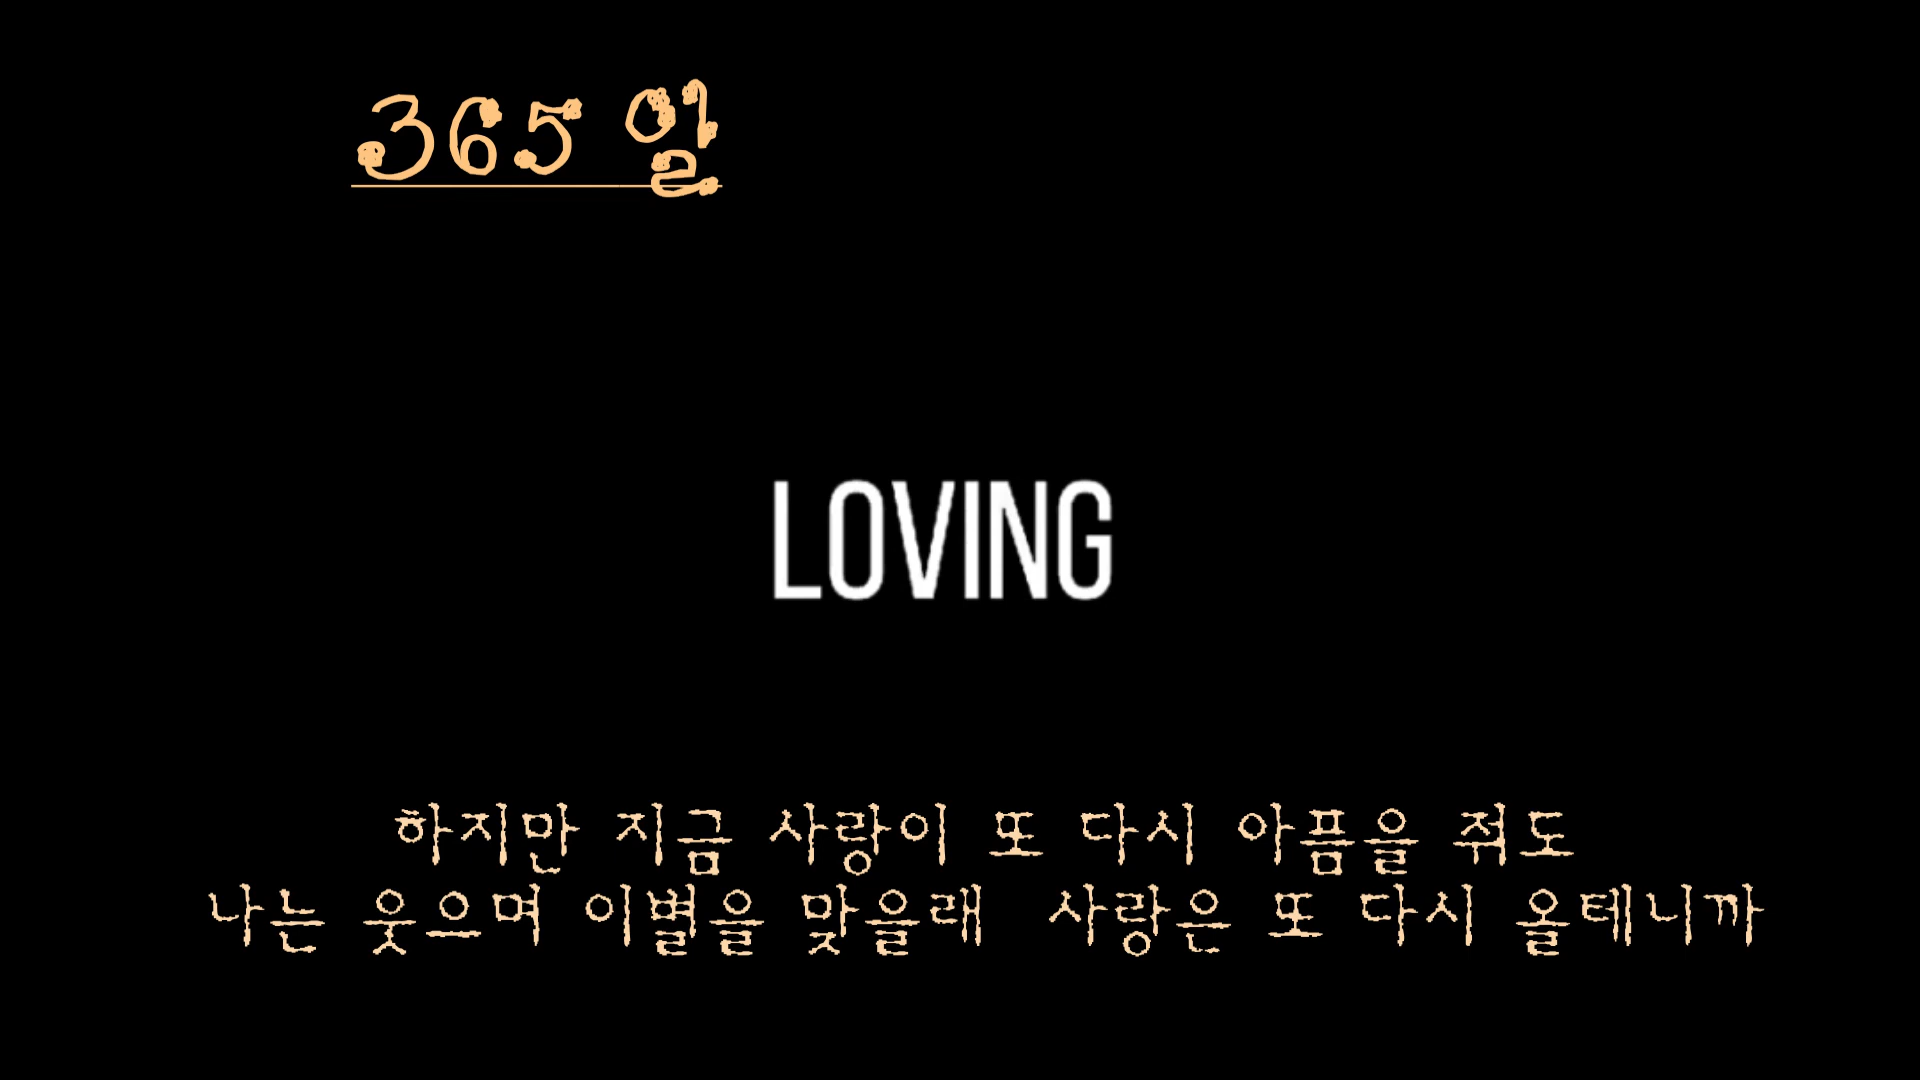 365 일
LOVING
하지만 지금 사랑이 또 다시 아픔을 줘도
나는 웃으며 이별을 맞을래 사랑은 또 다시 올테니까